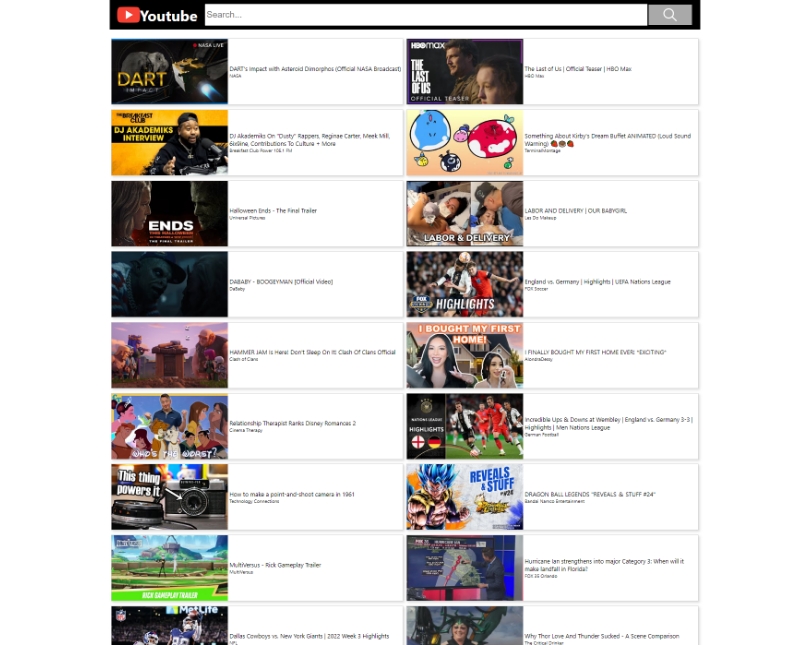 Youtube
Search...
NASA LIVE
DART
IMPACT
DART's Impact with Asteroid Dimorphos (Official NASA Broadcast)
NASA
HBOMAX
THE
LAST
OF
US
OFFICIAL TEASER
The Last of Us | Official Teaser | HBO Max
HBO Max
THE BREAKFAST
CLUB
DJ AKADEMIKS
INTERVIEW
DJ Akademiks On "Dusty" Rappers, Reginae Carter, Meek Mill,
6ix9ine, Contributions To Culture + More
Breakfast Club Power 105.1 FM
Something About Kirby's Dream Buffet ANIMATED (Loud Sound
Warning)
TerminalMontage
ENDS
THIS HALLOWEEN
THE FINAL TRAILER
Halloween Ends - The Final Trailer
Universal Pictures
LABOR & DELIVERY
LABOR AND DELIVERY | OUR BABYGIRL
Les Do Makeup
DABABY - BOOGEYMAN [Official Video]
DaBaby
FOX
HIGHLIGHTS
England vs. Germany | Highlights | UEFA Nations League
FOX Soccer
HAMMER JAM Is Here! Don't Sleep On It! Clash Of Clans Official
Clash of Clans
I BOUGHT MY FIRST
HOME!
I FINALLY BOUGHT MY FIRST HOME EVER! *EXCITING*
AlondraDessy
WHO'S THE WORST?
Relationship Therapist Ranks Disney Romances 2
Cinema Therapy
NATIONS LEAGUE
HIGHLIGHTS
Incredible Ups & Downs at Wembley | England vs. Germany 3-3 |
Highlights | Men Nations League
German Football
This thing
powers it
How to make a point-and-shoot camera in 1961
Technology Connections
REVEALS
& STUFF
#24
DRAGON BALL LEGENDS "REVEALS & STUFF #24"
Bandai Namco Entertainment
RICK GAMEPLAY TRAILER
MultiVersus - Rick Gameplay Trailer
MultiVersus
Hurricane Ian strengthens into major Category 3: When will it
make landfall in Florida?
FOX 35 Orlando
NFL
MetLife
Dallas Cowboys vs. New York Giants | 2022 Week 3 Highlights
NFL
Why Thor Love And Thunder Sucked - A Scene Comparison
The Critical Drinker